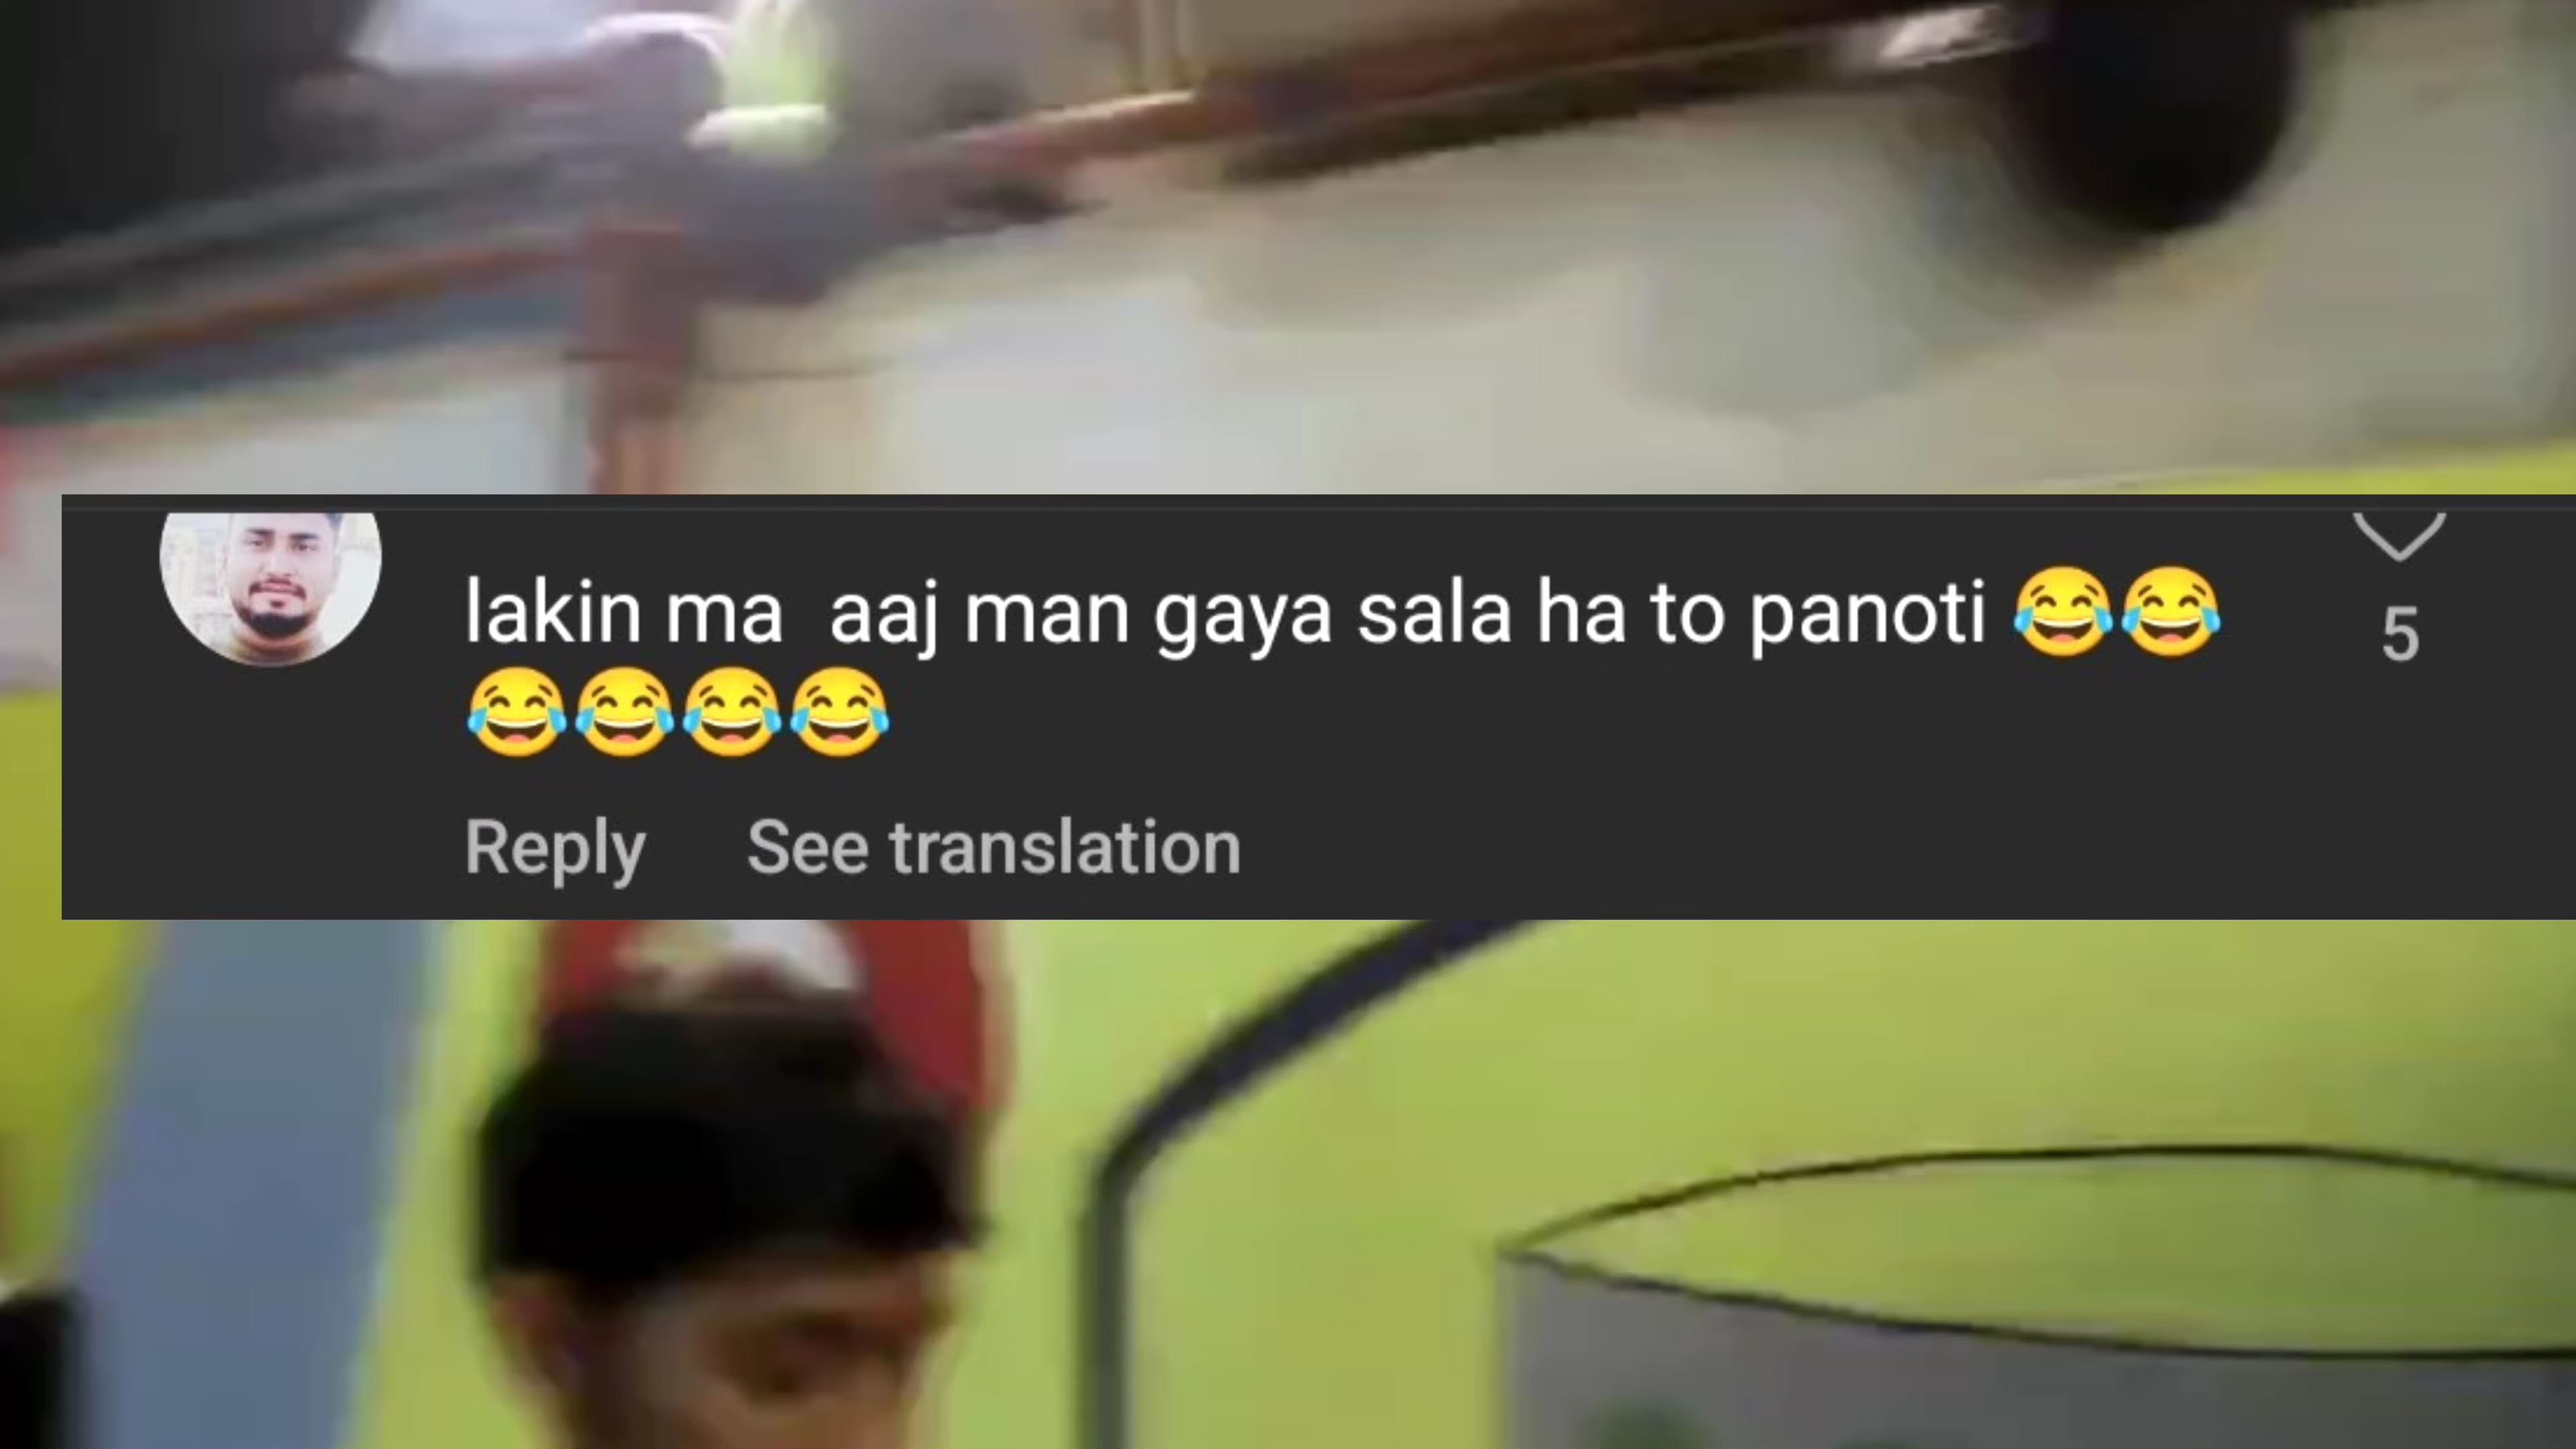 lakin ma  aaj man gaya sala ha to panoti 😂😂
😂😂😂😂
5
Reply See translation